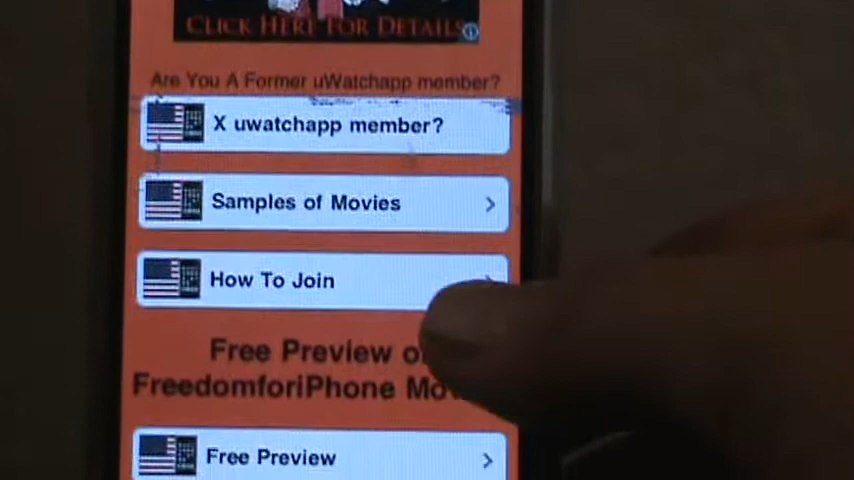 CLICK HERE FOR DETAILS
Are You A Former uWatchapp member?
X uwatchapp member?
Samples of Movies
How To Join
Free Preview
FreedomforiPhone
Free Preview